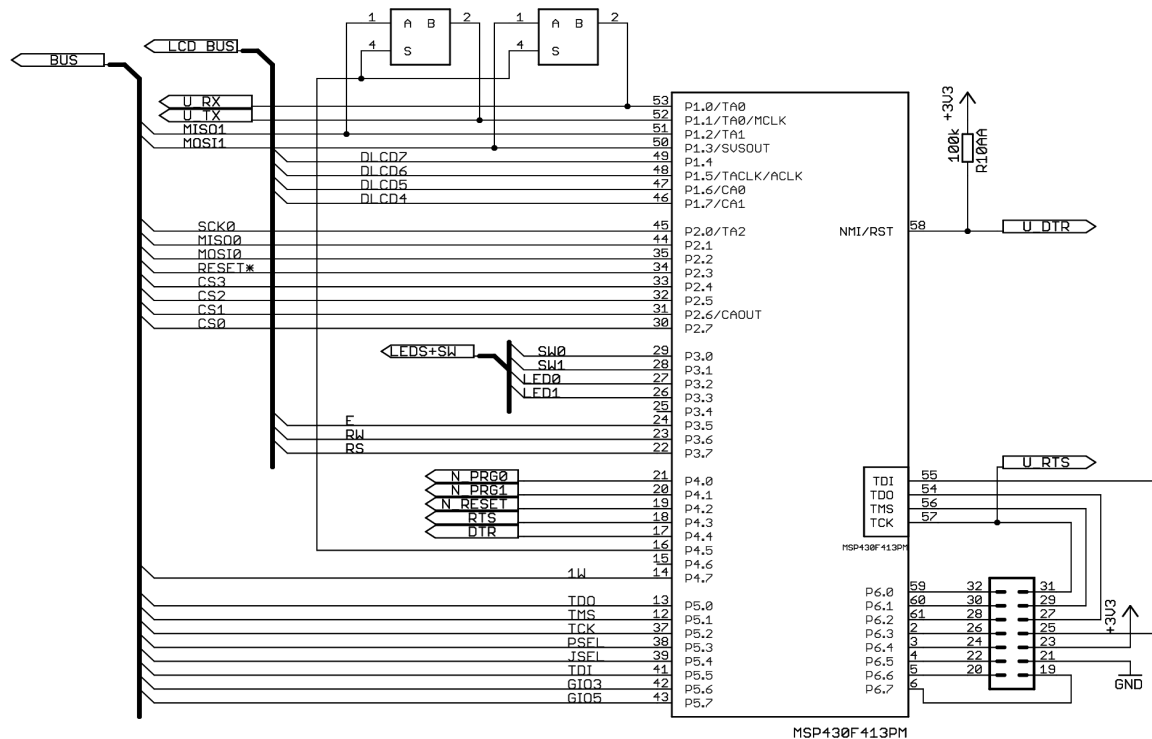 1 A B 2
4 S
1 A B 2
4 S
LCD BUS
BUS
U_RX 53 P1.0/TA0
U_TX 52 P1.1/TA0/MCLK
MISO1 51 P1.2/TA1
MOSI1 50 P1.3/SVSOUT
DLCD7 49 P1.4
DLCD6 48 P1.5/TACLK/ACLK
DLCD5 47 P1.6/CA0
DLCD4 46 P1.7/CA1
+3V3
100k
R10AA
SCK0 45 P2.0/TA2
NMI/RST 58 U_DTR
MISO0 44 P2.1
MOSI0 35 P2.2
RESET* 34 P2.3
CS3 33 P2.4
CS2 32 P2.5
CS1 31 P2.6/CAOUT
CS0 30 P2.7
LEDS+SW
SW0 29 P3.0
SW1 28 P3.1
LED0 27 P3.2
LED1 26 P3.3
25 P3.4
E 24 P3.5
RW 23 P3.6
RS 22 P3.7
U_RTS
N_PRG0 21 P4.0
N_PRG1 20 P4.1
N_RESET 19 P4.2
RTS 18 P4.3
DTR 17 P4.4
16 P4.5
15 P4.6
1W 14 P4.7
TDI 55
TDO 54
TMS 56
TCK 57
MSP430F413PM
TDO 13 P5.0
TMS 12 P5.1
TCK 37 P5.2
PSEL 38 P5.3
JSEL 39 P5.4
TDI 41 P5.5
GIO3 42 P5.6
GIO5 43 P5.7
P6.0 59 32 31
P6.1 60 30 29
P6.2 61 28 27
P6.3 2 26 25
P6.4 3 24 23
P6.5 4 22 21
P6.6 5 20 19
P6.7 6
+3V3
GND
MSP430F413PM